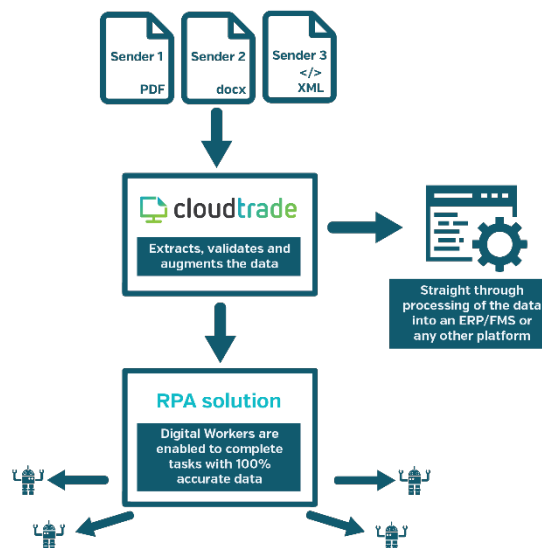 Sender 1
PDF
Sender 2
docx
Sender 3
</>
XML
cloudtrade
Extracts, validates and
augments the data
Straight through
processing of the data
into an ERP/FMS or
any other platform
RPA solution
Digital Workers are
enabled to complete
tasks with 100%
accurate data